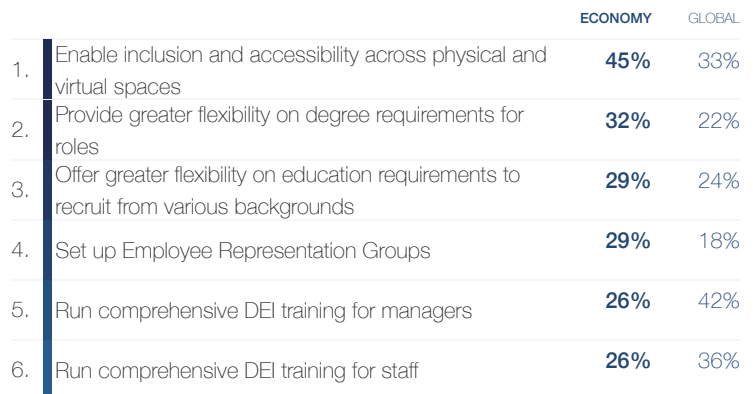 ECONOMY GLOBAL
1. Enable inclusion and accessibility across physical and 45% 33%
virtual spaces
2. Provide greater flexibility on degree requirements for 32% 22%
roles
3. Offer greater flexibility on education requirements to 29% 24%
recruit from various backgrounds
4. Set up Employee Representation Groups 29% 18%
5. Run comprehensive DEI training for managers 26% 42%
6. Run comprehensive DEI training for staff 26% 36%